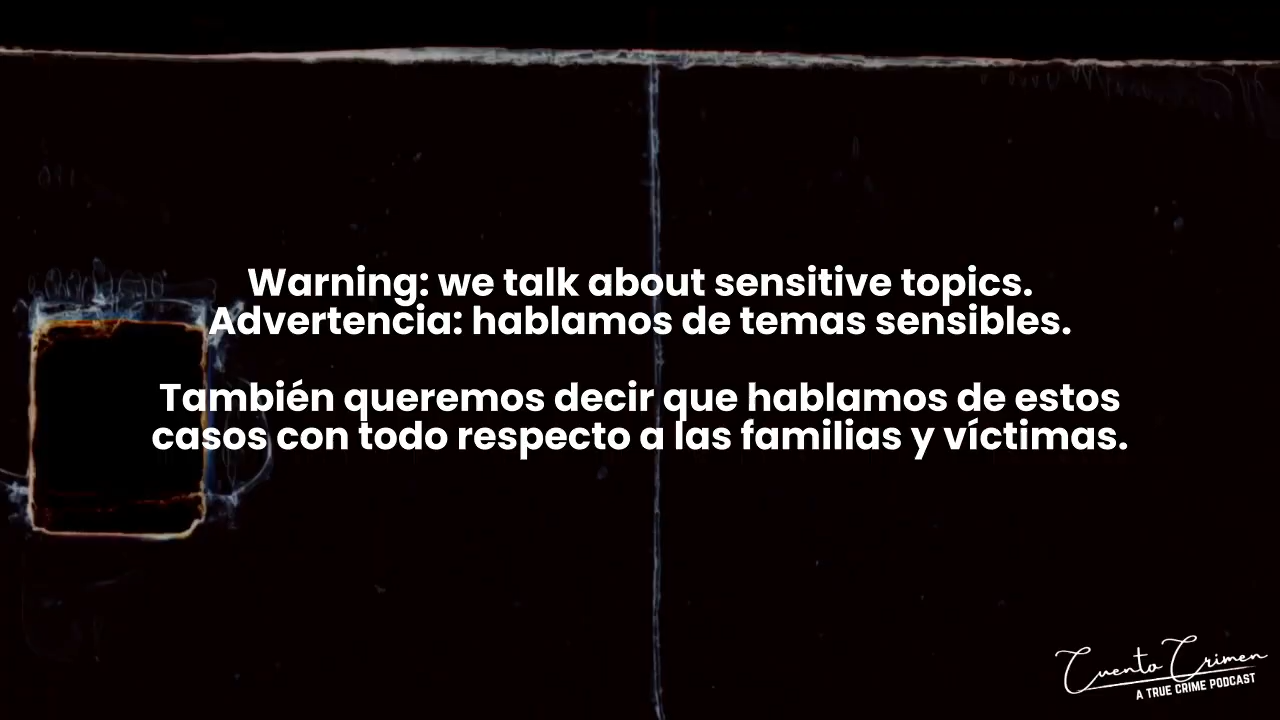 Warning: we talk about sensitive topics.
Advertencia: hablamos de temas sensibles.
También queremos decir que hablamos de estos
casos con todo respecto a las familias y víctimas.
Cuento Crimen
A TRUE CRIME PODCAST